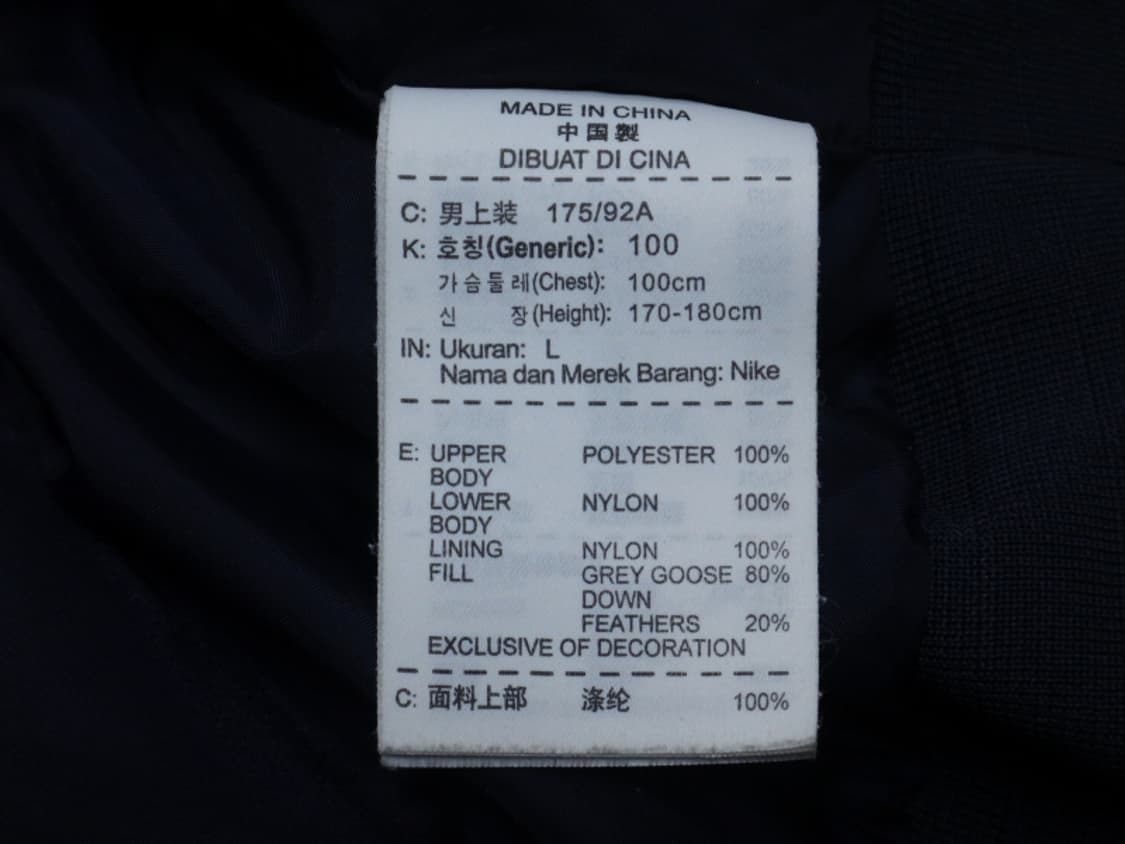 MADE IN CHINA
中国製
DIBUAT DI CINA
C: 男上装 175/92A
K: 호칭(Generic): 100
가슴둘레(Chest): 100cm
신 장(Height): 170-180cm
IN: Ukuran: L
Nama dan Merek Barang: Nike
E: UPPER POLYESTER 100%
BODY
LOWER NYLON 100%
BODY
LINING NYLON 100%
FILL GREY GOOSE 80%
DOWN
FEATHERS 20%
EXCLUSIVE OF DECORATION
C: 面料上部 涤纶 100%